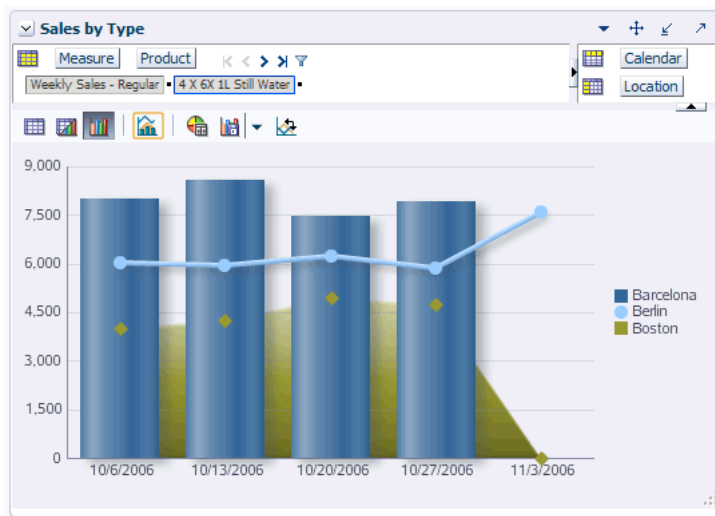 Sales by Type
Measure Product
Calendar
Weekly Sales - Regular 4 X 6X 1L Still Water
Location
9,000
7,500
6,000
4,500
3,000
1,500
0
10/6/2006 10/13/2006 10/20/2006 10/27/2006 11/3/2006
Barcelona
Berlin
Boston